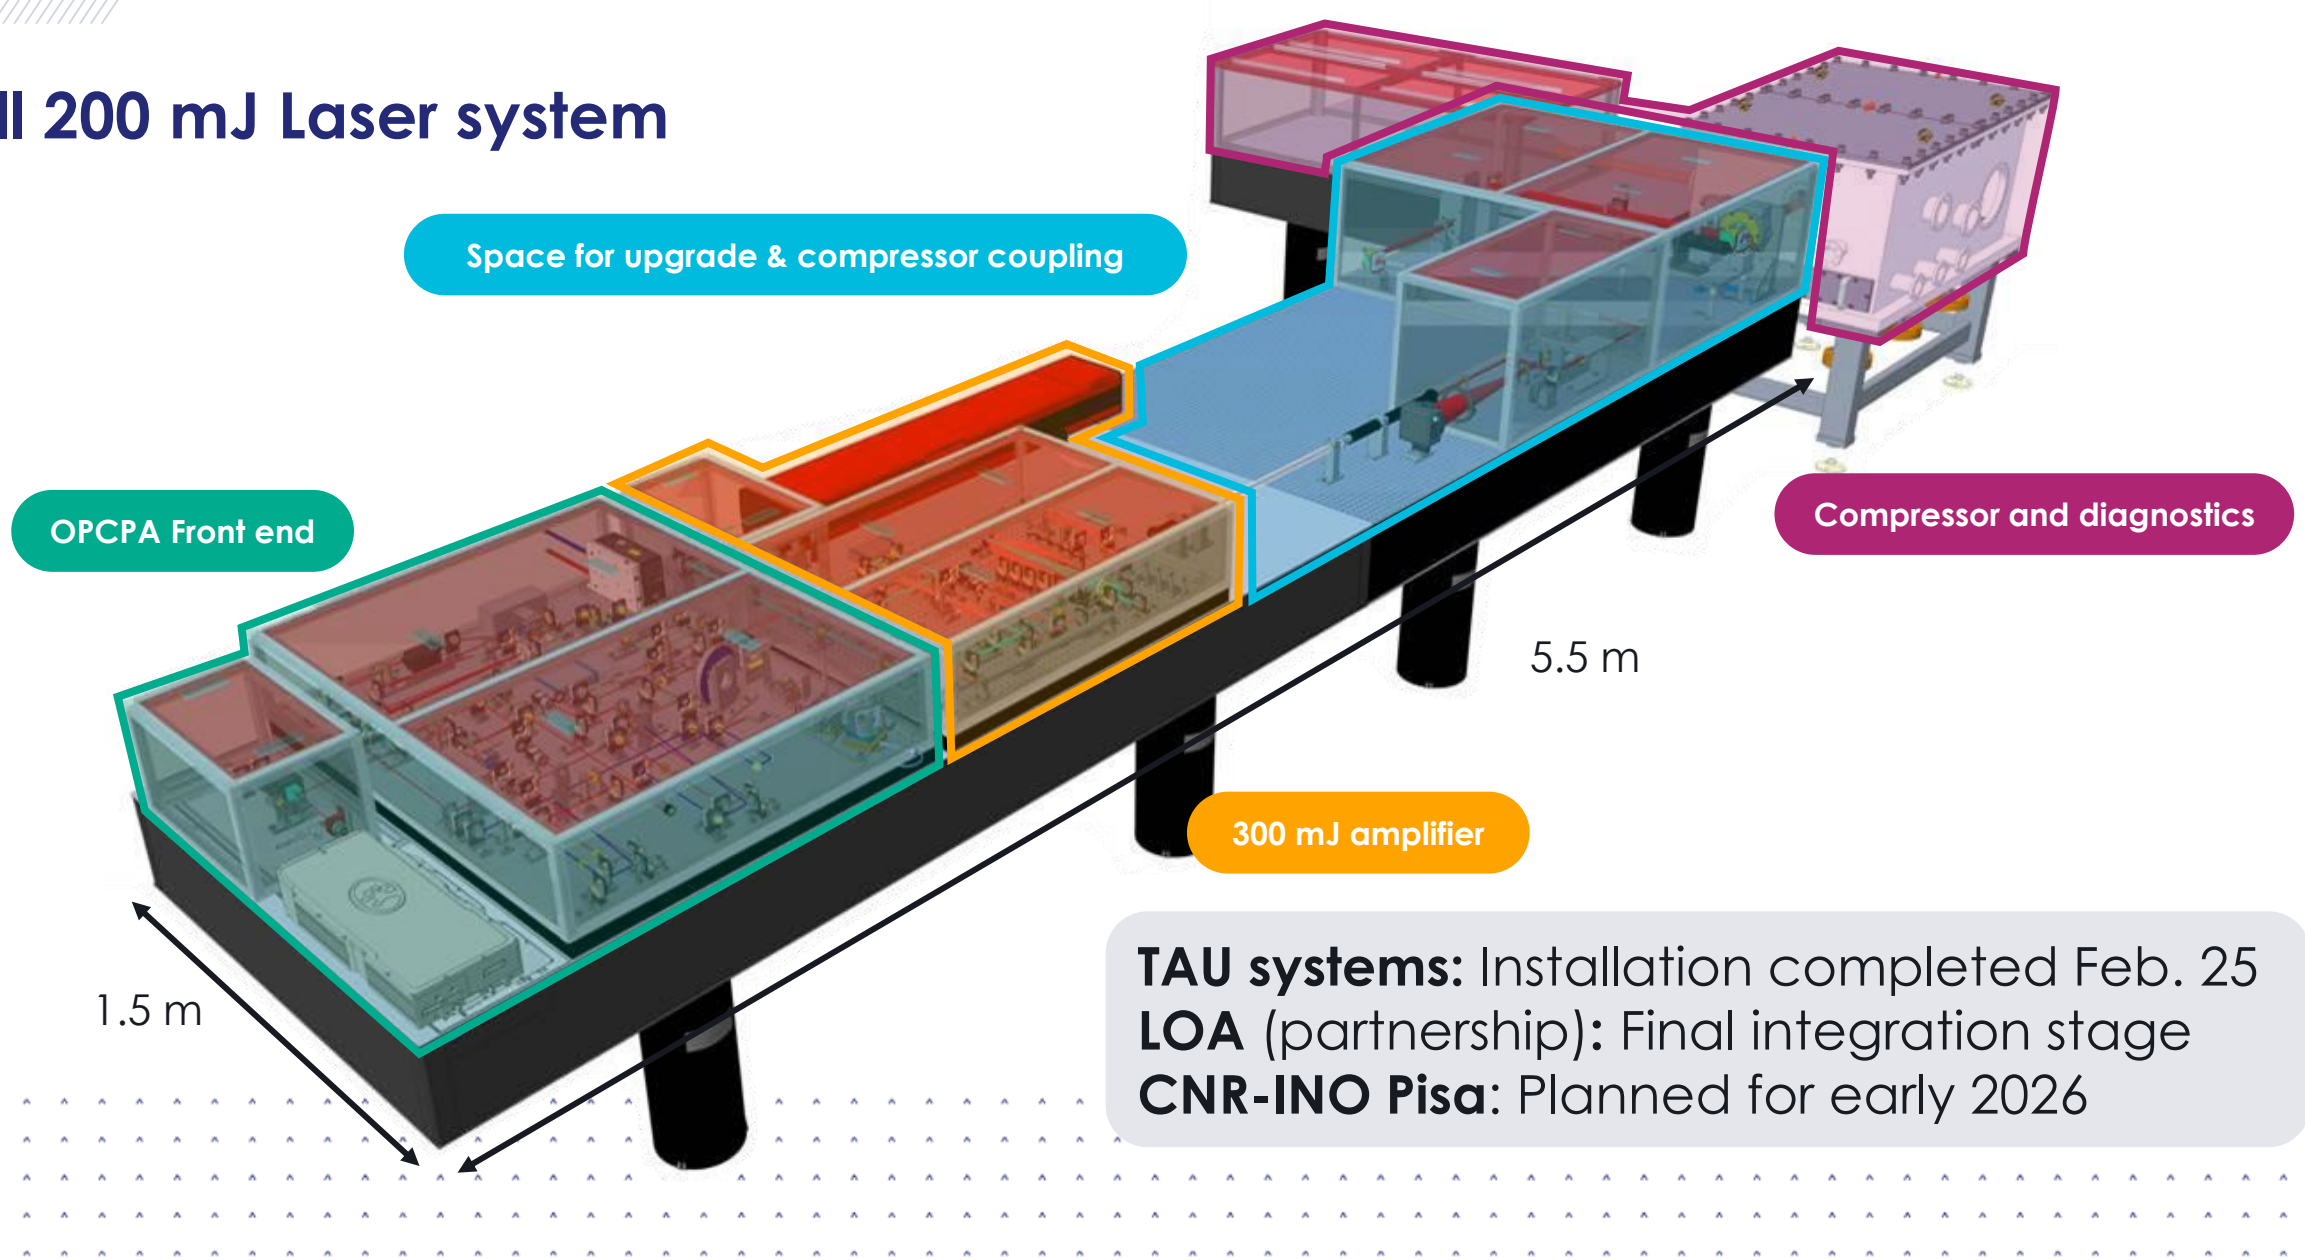 200 mJ Laser system
Space for upgrade & compressor coupling
OPCPA Front end
Compressor and diagnostics
5.5 m
300 mJ amplifier
1.5 m
TAU systems: Installation completed Feb. 25
LOA (partnership): Final integration stage
CNR-INO Pisa: Planned for early 2026